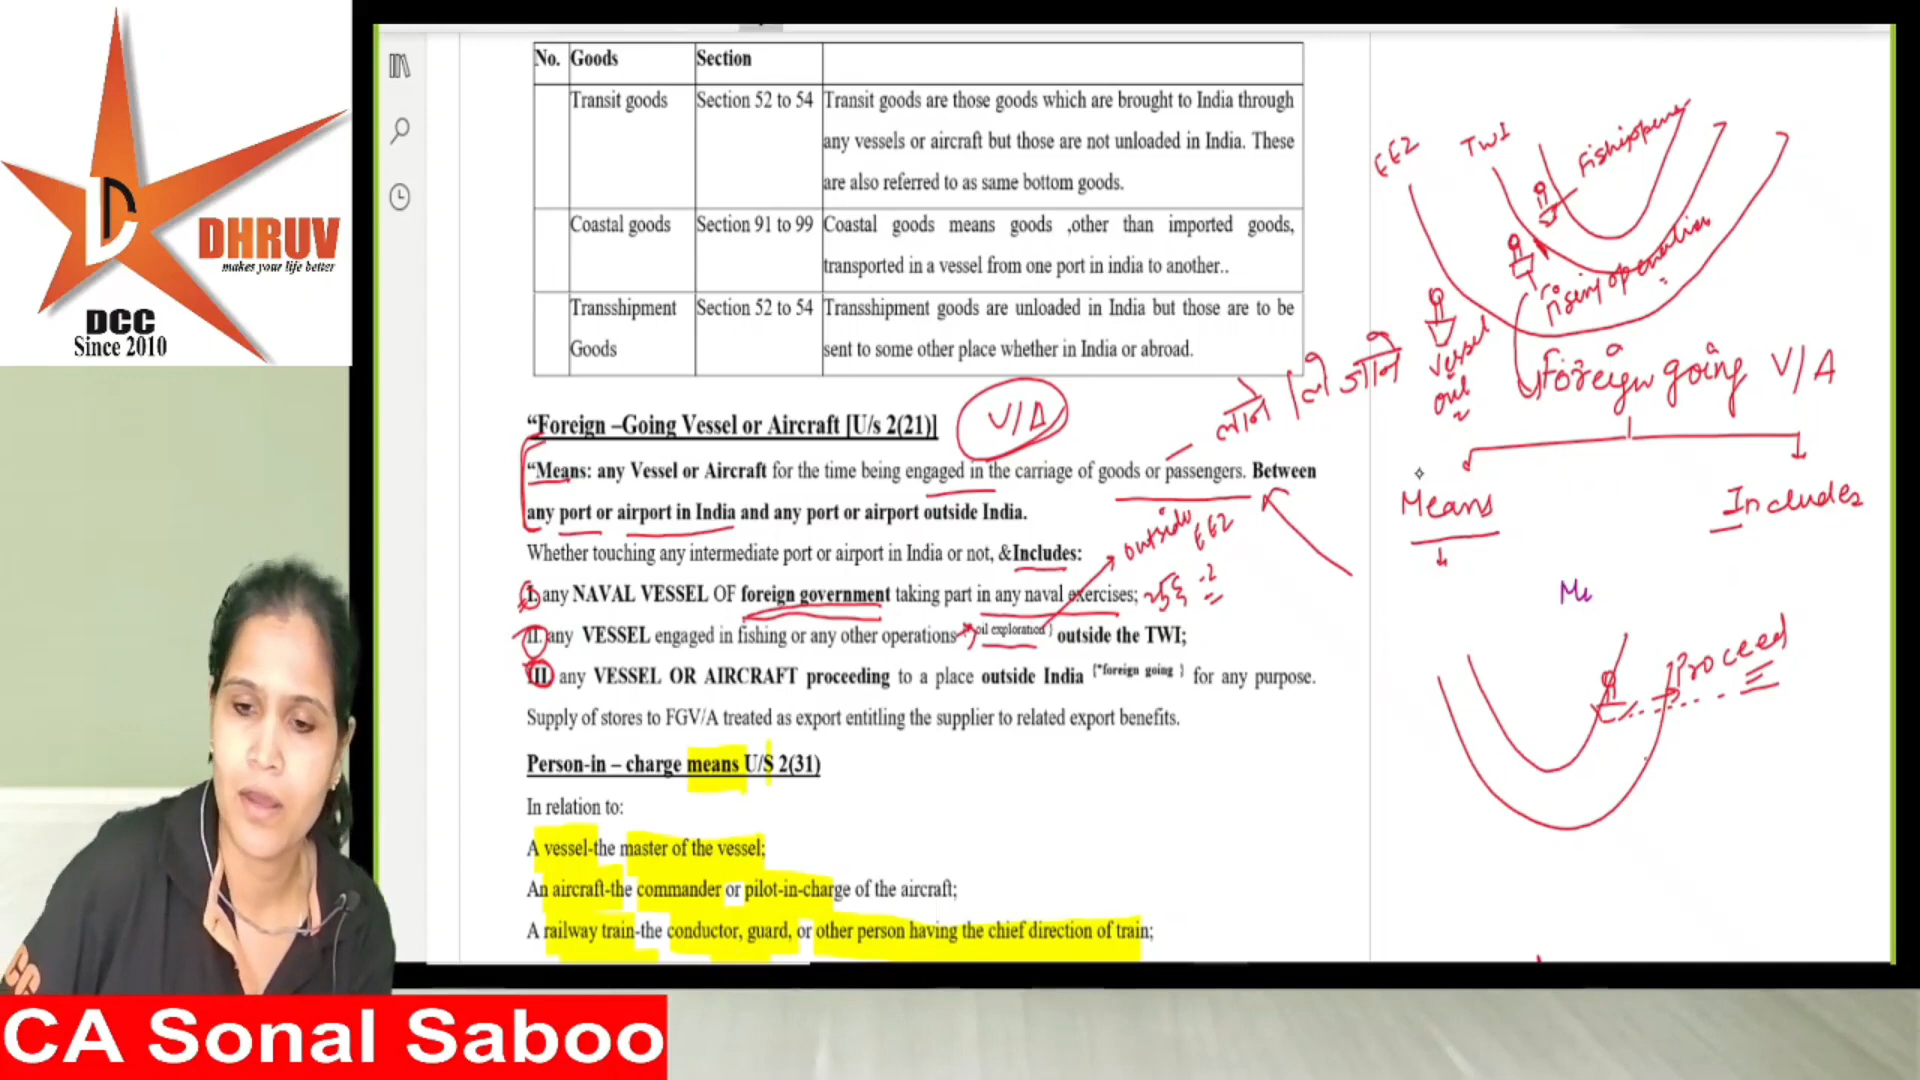 DHRUV
makes your life better
DCC
Since 2010
No. Goods Section
Transit goods Section 52 to 54 Transit goods are those goods which are brought to India through
any vessels or aircraft but those are not unloaded in India. These
are also referred to as same bottom goods.
Coastal goods Section 91 to 99 Coastal goods means goods ,other than imported goods,
transported in a vessel from one port in india to another..
Transshipment Section 52 to 54 Transshipment goods are unloaded in India but those are to be
Goods sent to some other place whether in India or abroad.
“Foreign –Going Vessel or Aircraft [U/s 2(21)]
V/A
“Means: any Vessel or Aircraft for the time being engaged in the carriage of goods or passengers. Between
any port or airport in India and any port or airport outside India.
Whether touching any intermediate port or airport in India or not, &Includes:
I. any NAVAL VESSEL OF foreign government taking part in any naval exercises;
II. any VESSEL engaged in fishing or any other operations oil exploration } outside the TWI;
III. any VESSEL OR AIRCRAFT proceeding to a place outside India {“foreign going } for any purpose.
Supply of stores to FGV/A treated as export entitling the supplier to related export benefits.
Person-in – charge means U/S 2(31)
In relation to:
A vessel-the master of the vessel;
An aircraft-the commander or pilot-in-charge of the aircraft;
A railway train-the conductor, guard, or other person having the chief direction of train;
EEZ
TWI
vessel
out
outside
EEZ
Foreign going V/A
Means
Includes
Me
Proceed
CA Sonal Saboo